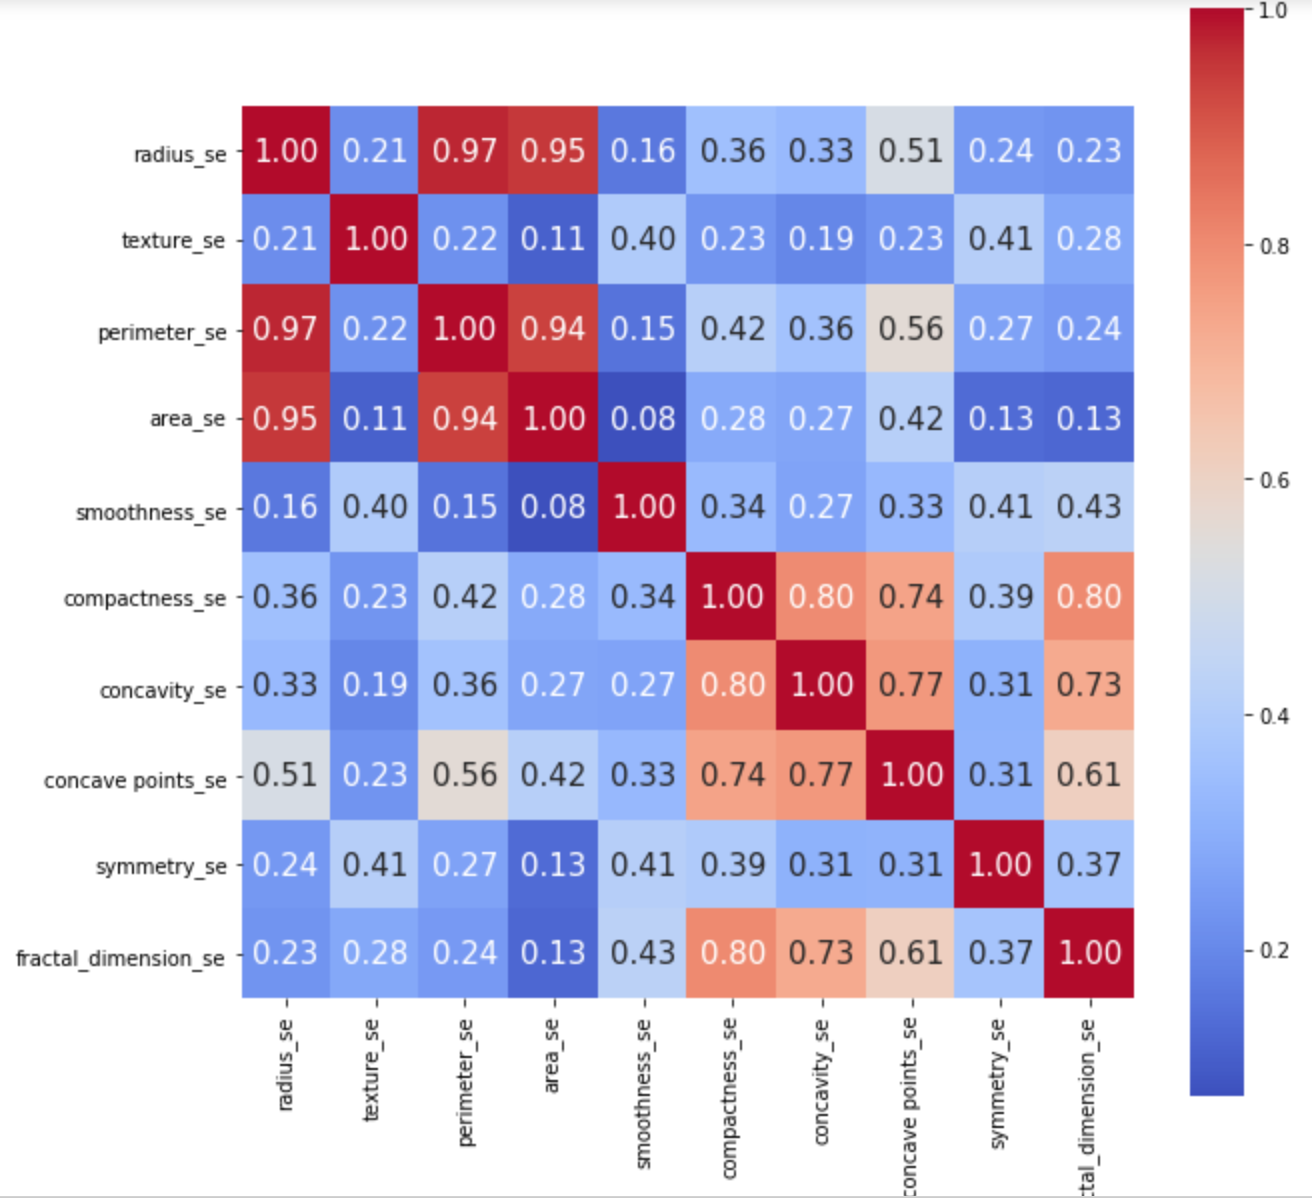 1.0
radius_se 1.00 0.21 0.97 0.95 0.16 0.36 0.33 0.51 0.24 0.23
texture_se 0.21 1.00 0.22 0.11 0.40 0.23 0.19 0.23 0.41 0.28
0.8
perimeter_se 0.97 0.22 1.00 0.94 0.15 0.42 0.36 0.56 0.27 0.24
area_se 0.95 0.11 0.94 1.00 0.08 0.28 0.27 0.42 0.13 0.13
0.6
smoothness_se 0.16 0.40 0.15 0.08 1.00 0.34 0.27 0.33 0.41 0.43
compactness_se 0.36 0.23 0.42 0.28 0.34 1.00 0.80 0.74 0.39 0.80
concavity_se 0.33 0.19 0.36 0.27 0.27 0.80 1.00 0.77 0.31 0.73
0.4
concave points_se 0.51 0.23 0.56 0.42 0.33 0.74 0.77 1.00 0.31 0.61
symmetry_se 0.24 0.41 0.27 0.13 0.41 0.39 0.31 0.31 1.00 0.37
fractal_dimension_se 0.23 0.28 0.24 0.13 0.43 0.80 0.73 0.61 0.37 1.00
0.2
radius_se
texture_se
perimeter_se
area_se
smoothness_se
compactness_se
concavity_se
concave points_se
symmetry_se
ctal_dimension_se